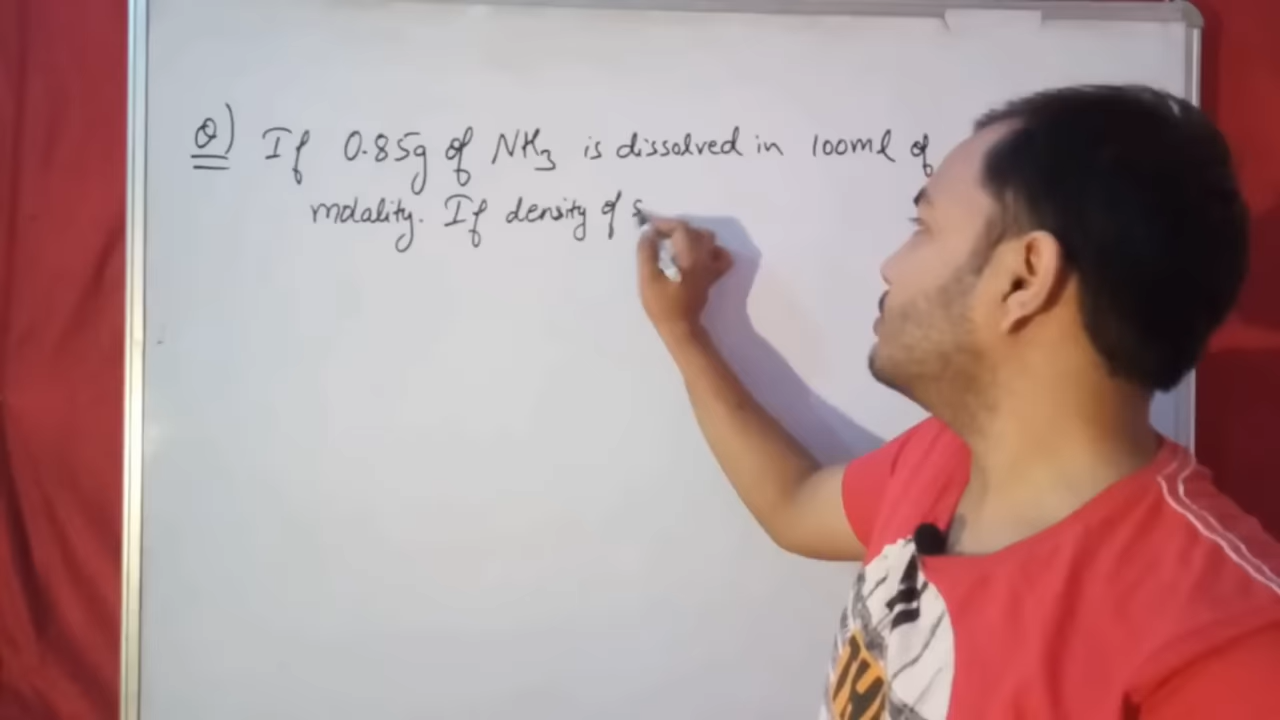 Q) If 0.85g of NH3 is dissolved in 100ml of
molality. If density of s